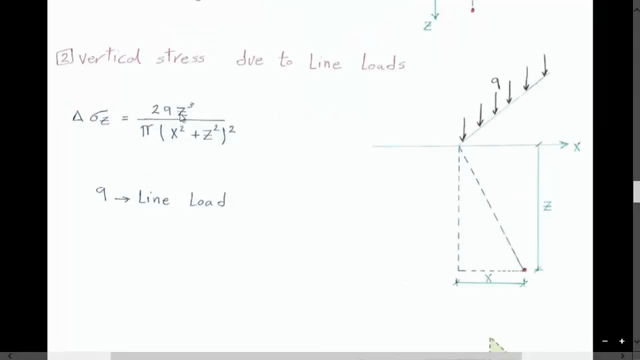 z
2 Vertical stress due to Line Loads
q
Δσz = 2qz³ / π(x² + z²)²
x
q → Line Load
z
x